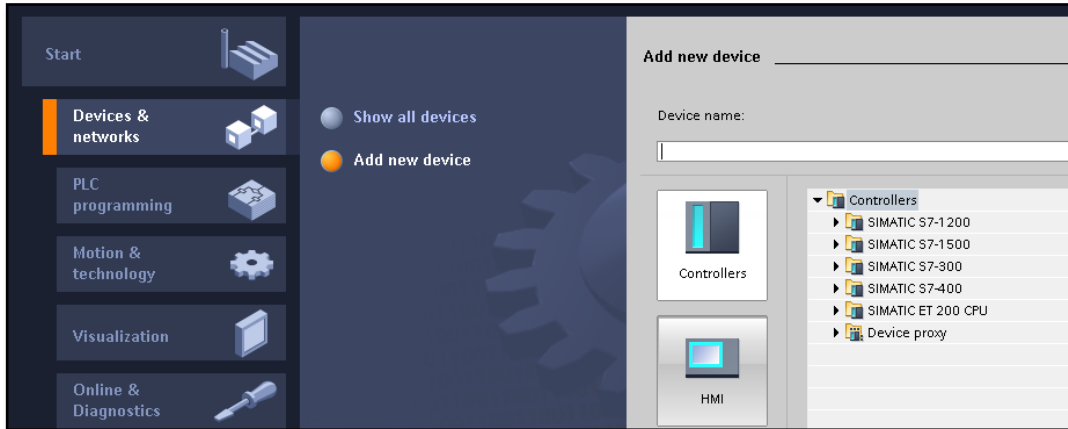 Start
Devices &
networks
PLC
programming
Motion &
technology
Visualization
Online &
Diagnostics
Show all devices
Add new device
Add new device
Device name:
Controllers
HMI
Controllers
SIMATIC S7-1200
SIMATIC S7-1500
SIMATIC S7-300
SIMATIC S7-400
SIMATIC ET 200 CPU
Device proxy